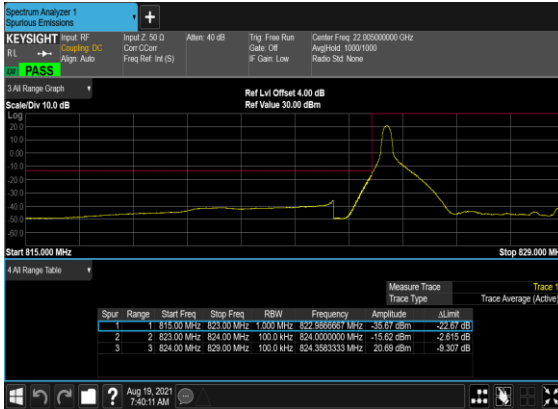 Spectrum Analyzer 1
Spurious Emissions
+
KEYSIGHT Input: RF Input Z: 50 Ω Atten: 40 dB Trig: Free Run Center Freq: 22.005000000 GHz
RL Coupling: DC Corr CCorr Gate: Off Avg|Hold: 1000/1000
Align: Auto Freq Ref: Int (S) IF Gain: Low Radio Std: None
PASS
3 All Range Graph Ref Lvl Offset 4.00 dB
Scale/Div 10.0 dB Ref Value 30.00 dBm
Log
20.0
10.0
0.00
-10.0
-20.0
-30.0
-40.0
-50.0
-60.0
Start 815.000 MHz Stop 829.000 MH
4 All Range Table
Measure Trace Trace 1
Trace Type Trace Average (Active)
Spur Range Start Freq Stop Freq RBW Frequency Amplitude ΔLimit
1 1 815.00 MHz 823.00 MHz 1.000 MHz 822.9866667 MHz -35.67 dBm -22.67 dB
2 2 823.00 MHz 824.00 MHz 100.0 kHz 824.0000000 MHz -15.62 dBm -2.615 dB
3 3 824.00 MHz 829.00 MHz 100.0 kHz 824.3583333 MHz 20.69 dBm -9.307 dB
? Aug 19, 2021
7:40:11 AM